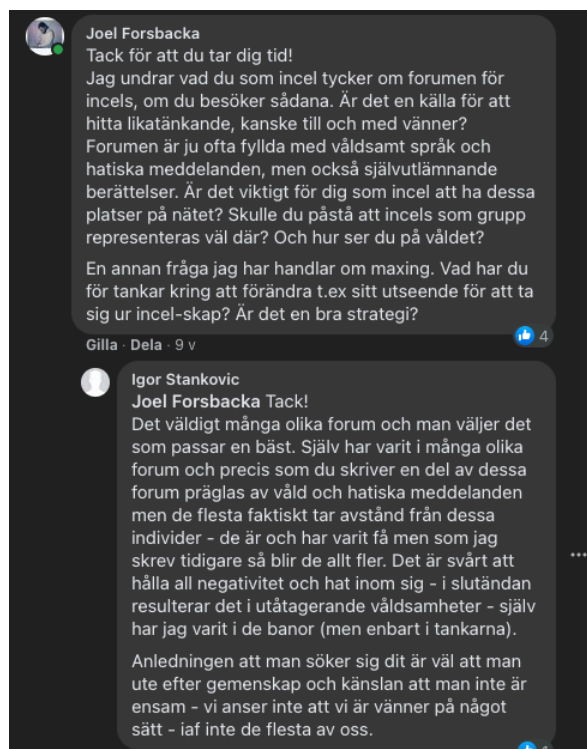 Joel Forsbacka
Tack för att du tar dig tid!
Jag undrar vad du som incel tycker om forumen för
incels, om du besöker sådana. Är det en källa för att
hitta likatänkande, kanske till och med vänner?
Forumen är ju ofta fyllda med våldsamt språk och
hatiska meddelanden, men också självutlämnande
berättelser. Är det viktigt för dig som incel att ha dessa
platser på nätet? Skulle du påstå att incels som grupp
representeras väl där? Och hur ser du på våldet?
En annan fråga jag har handlar om maxing. Vad har du
för tankar kring att förändra t.ex sitt utseende för att ta
sig ur incel-skap? Är det en bra strategi?
4
Gilla · Dela · 9 v
Igor Stankovic
Joel Forsbacka Tack!
Det väldigt många olika forum och man väljer det
som passar en bäst. Själv har varit i många olika
forum och precis som du skriver en del av dessa
forum präglas av våld och hatiska meddelanden
men de flesta faktiskt tar avstånd från dessa
individer - de är och har varit få men som jag
skrev tidigare så blir de allt fler. Det är svårt att
hålla all negativitet och hat inom sig - i slutändan
resulterar det i utåtagerande våldsamheter - själv
har jag varit i de banor (men enbart i tankarna).
Anledningen att man söker sig dit är väl att man
ute efter gemenskap och känslan att man inte är
ensam - vi anser inte att vi är vänner på något
sätt - iaf inte de flesta av oss.